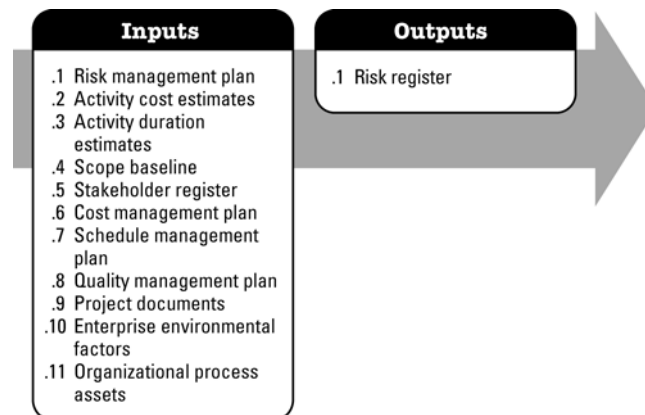 Inputs
.1 Risk management plan
.2 Activity cost estimates
.3 Activity duration
estimates
.4 Scope baseline
.5 Stakeholder register
.6 Cost management plan
.7 Schedule management
plan
.8 Quality management plan
.9 Project documents
.10 Enterprise environmental
factors
.11 Organizational process
assets
Outputs
.1 Risk register